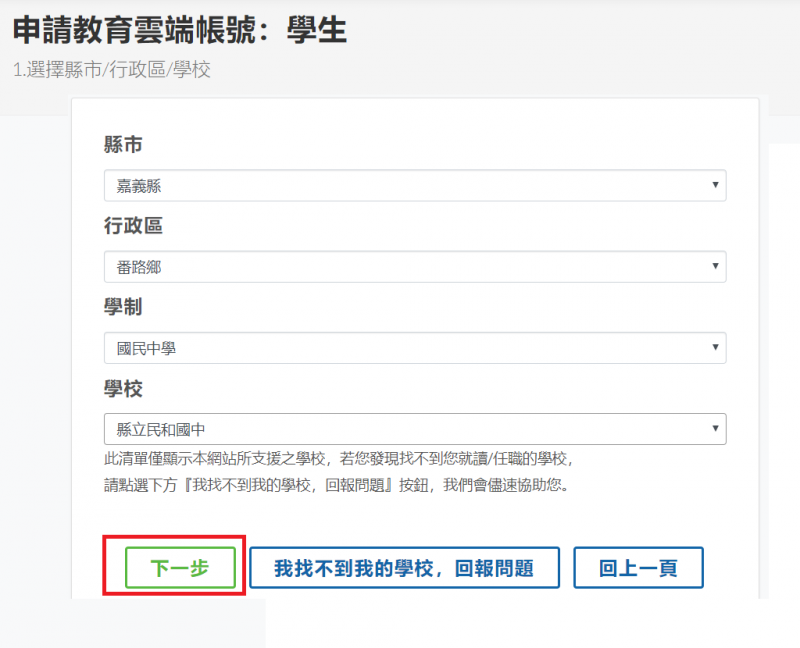 申請教育雲端帳號：學生
1.選擇縣市/行政區/學校
縣市
嘉義縣
行政區
番路鄉
學制
國民中學
學校
縣立民和國中
此清單僅顯示本網站所支援之學校，若您發現找不到您就讀/任職的學校，
請點選下方『我找不到我的學校，回報問題』按鈕，我們會儘速協助您。
下一步 我找不到我的學校，回報問題 回上一頁